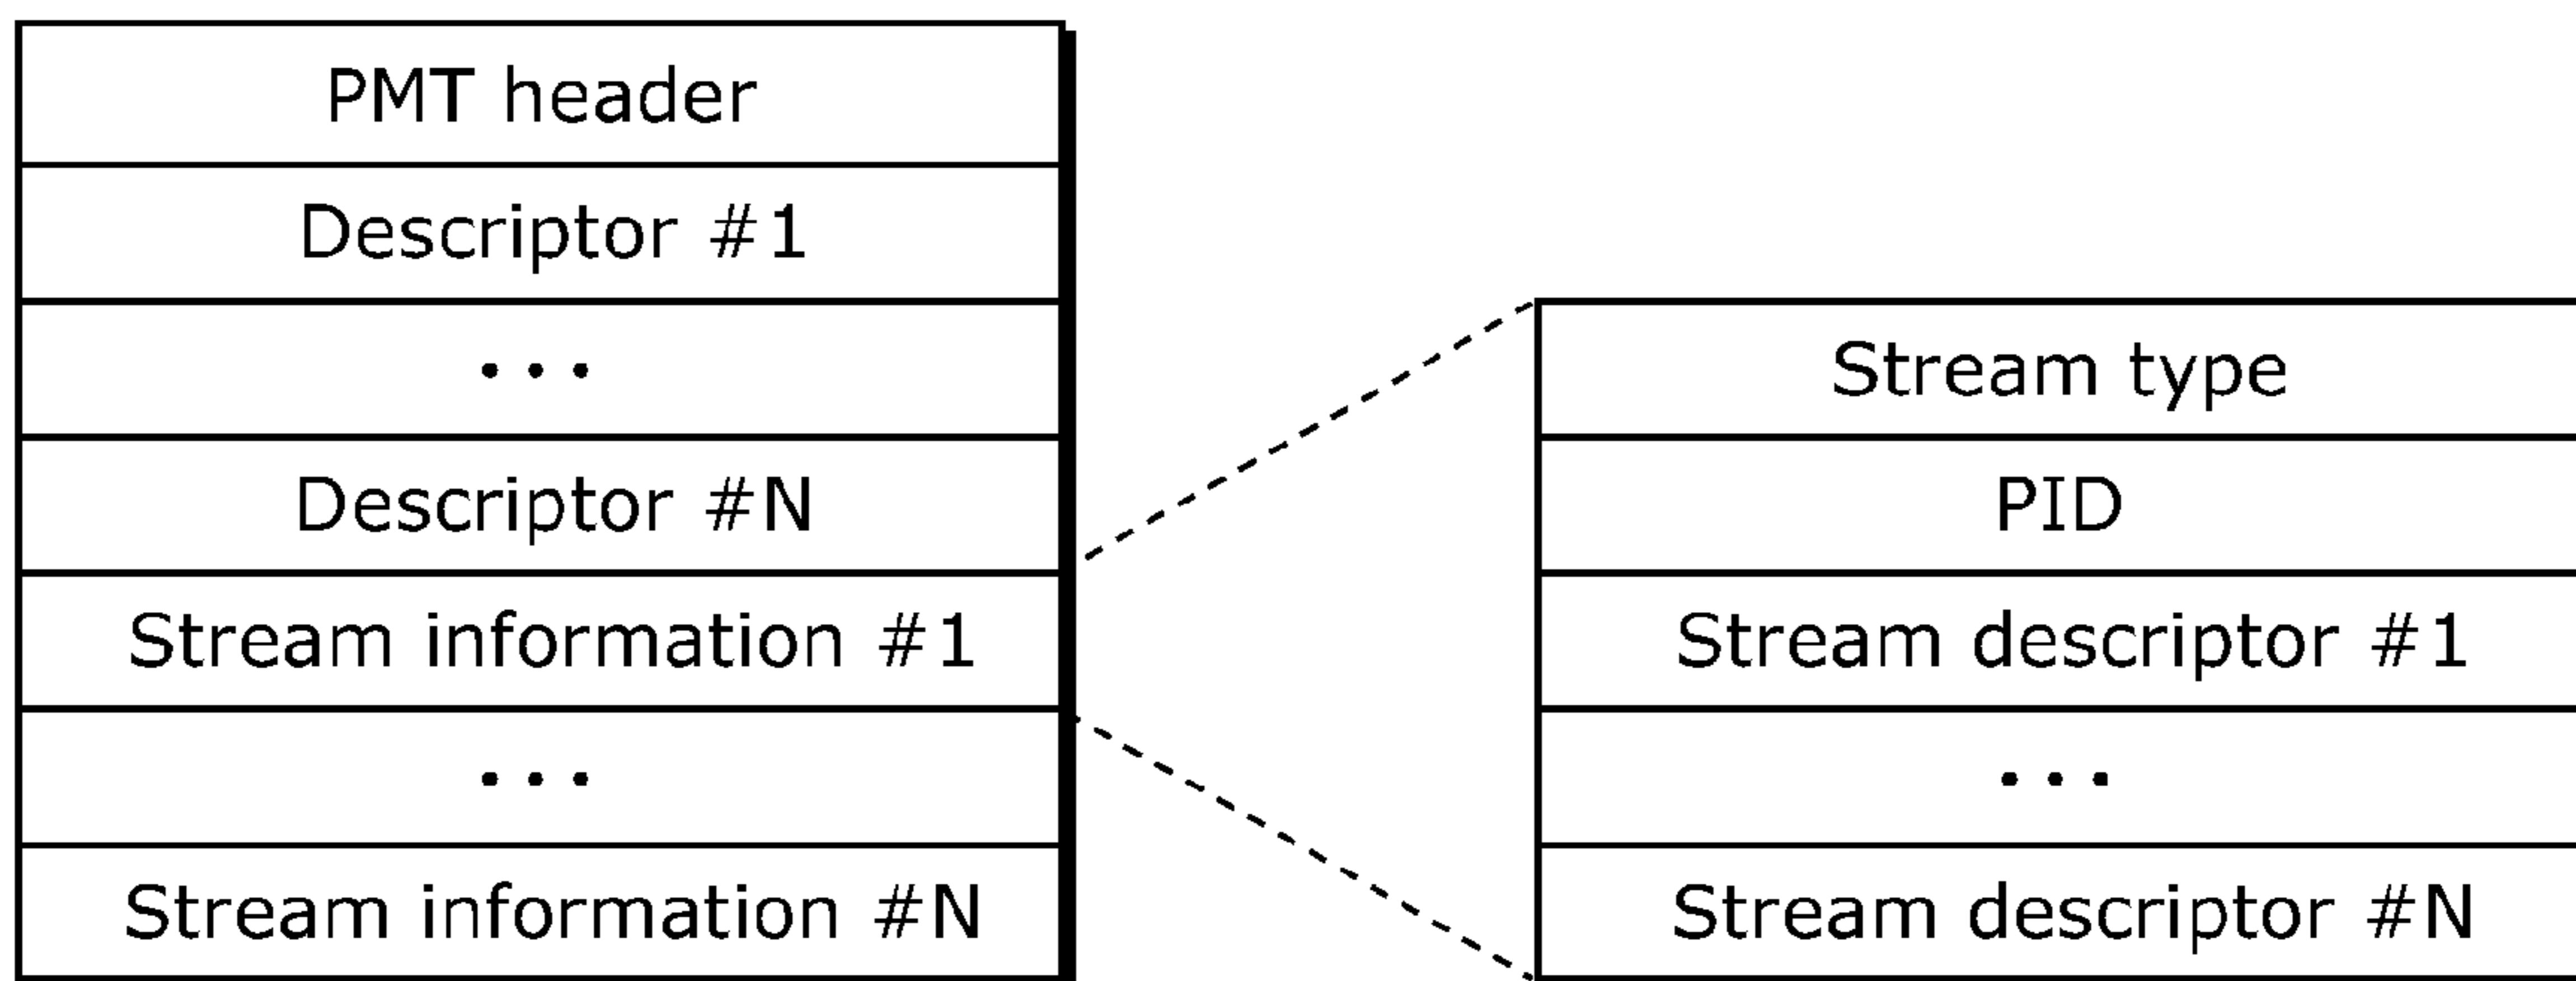 PMT header
Descriptor #1
...
Descriptor #N
Stream information #1
...
Stream information #N
Stream type
PID
Stream descriptor #1
...
Stream descriptor #N